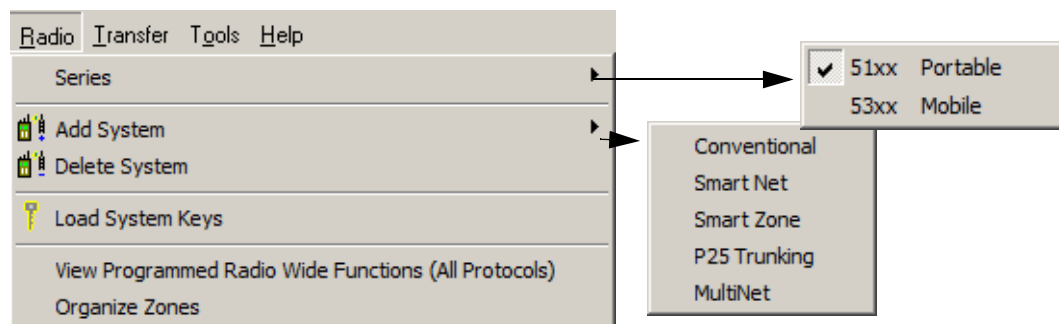 Radio Transfer Tools Help
Series
Add System
Delete System
Load System Keys
View Programmed Radio Wide Functions (All Protocols)
Organize Zones
51xx Portable
53xx Mobile
Conventional
Smart Net
Smart Zone
P25 Trunking
MultiNet